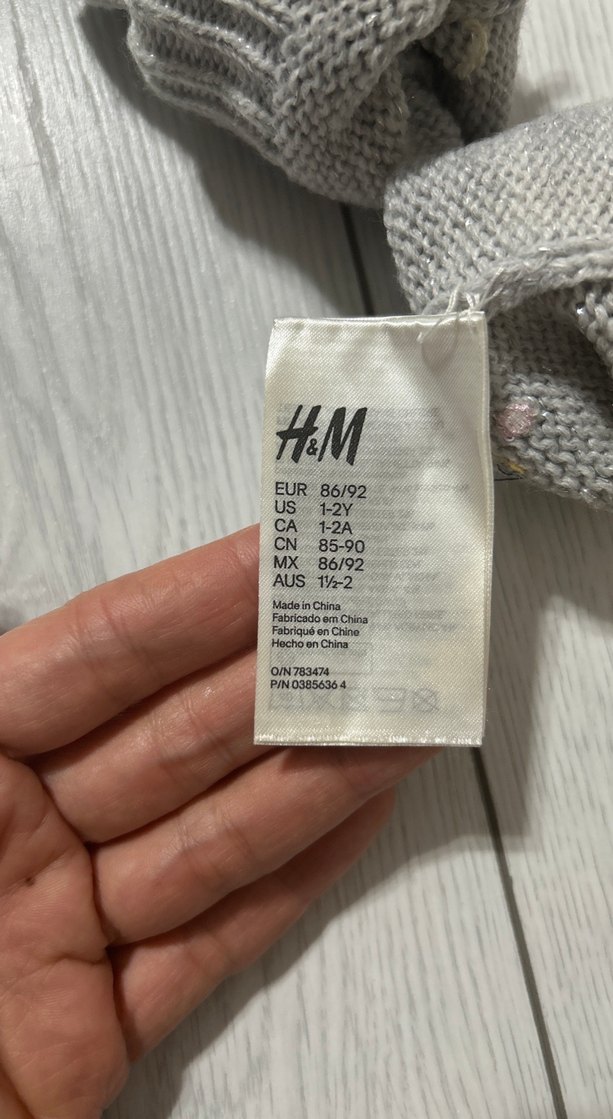 H&M
EUR 86/92
US 1-2Y
CA 1-2A
CN 85-90
MX 86/92
AUS 1½-2
Made in China
Fabricado em China
Fabriqué en Chine
Hecho en China
O/N 783474
P/N 0385636 4